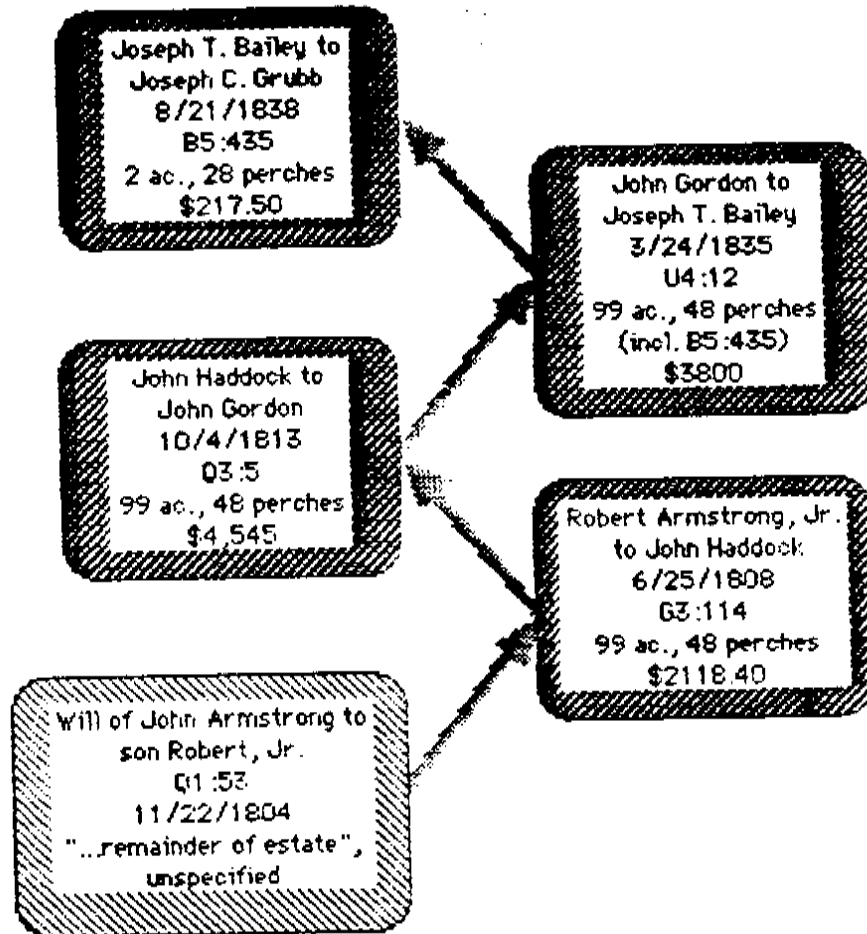 Joseph T. Bailey to
Joseph C. Grubb
8/21/1838
B5:435
2 ac., 28 perches
$217.50
John Gordon to
Joseph T. Bailey
3/24/1835
U4:12
99 ac., 48 perches
(incl. B5:435)
$3800
John Haddock to
John Gordon
10/4/1813
Q3:5
99 ac., 48 perches
$4,545
Robert Armstrong, Jr.
to John Haddock
6/25/1808
G3:114
99 ac., 48 perches
$2118.40
Will of John Armstrong to
son Robert, Jr.
Q1:53
11/22/1804
"...remainder of estate",
unspecified